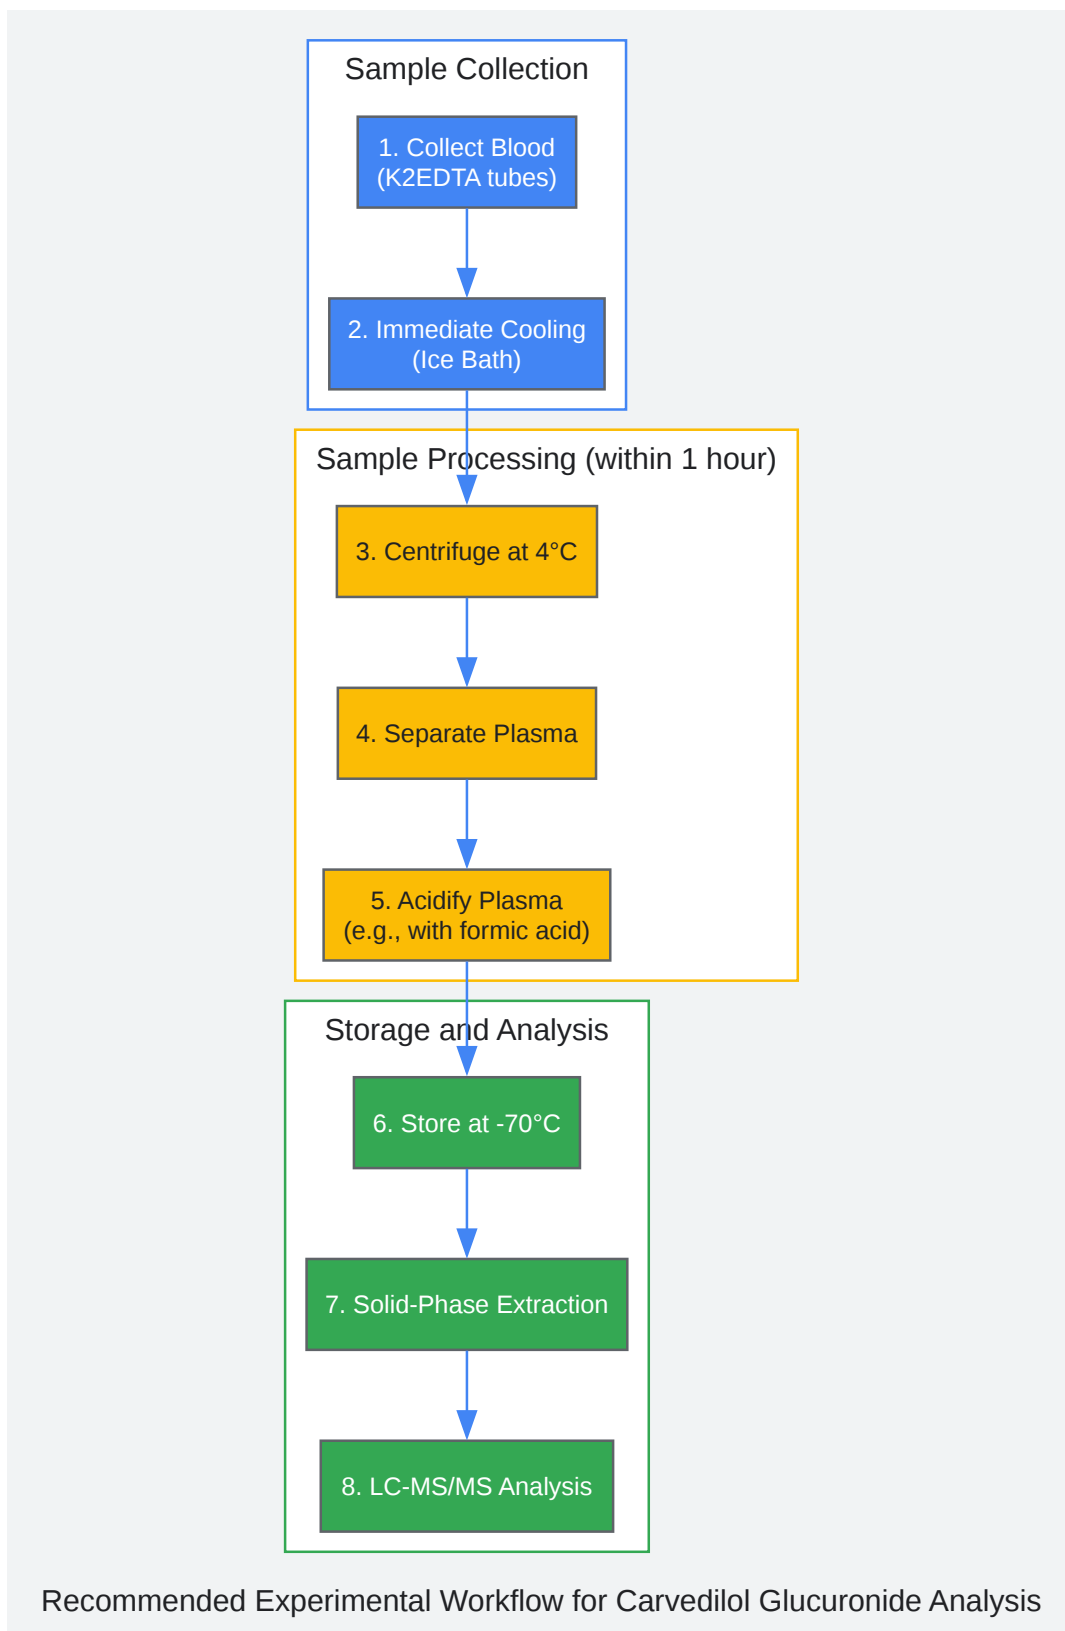 Sample Collection
1. Collect Blood
(K2EDTA tubes)
2. Immediate Cooling
(Ice Bath)
Sample Processing (within 1 hour)
3. Centrifuge at 4°C
4. Separate Plasma
5. Acidify Plasma
(e.g., with formic acid)
Storage and Analysis
6. Store at -70°C
7. Solid-Phase Extraction
8. LC-MS/MS Analysis
Recommended Experimental Workflow for Carvedilol Glucuronide Analysis